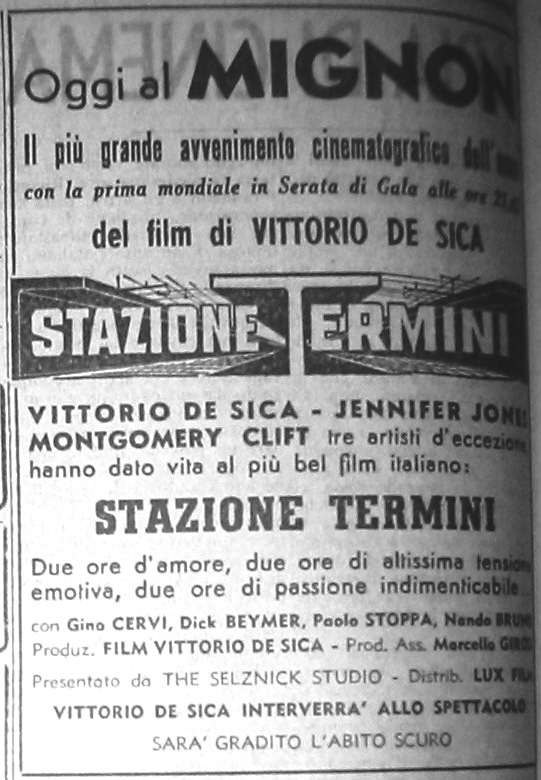 Oggi al MIGNON
Il più grande avvenimento cinematografico dell'
con la prima mondiale in Serata di Gala alle ore
del film di VITTORIO DE SICA
STAZIONE TERMINI
VITTORIO DE SICA - JENNIFER JONES
MONTGOMERY CLIFT tre artisti d'eccezione
hanno dato vita al più bel film italiano:
STAZIONE TERMINI
Due ore d'amore, due ore di altissima tensione
emotiva, due ore di passione indimenticabile...
con Gino CERVI, Dick BEYMER, Paolo STOPPA, Nando BRUNO
Produz. FILM VITTORIO DE SICA - Prod. Ass. Marcello
Presentato da THE SELZNICK STUDIO - Distrib. LUX FILM
VITTORIO DE SICA INTERVERRA' ALLO SPETTACOLO
SARA' GRADITO L'ABITO SCURO